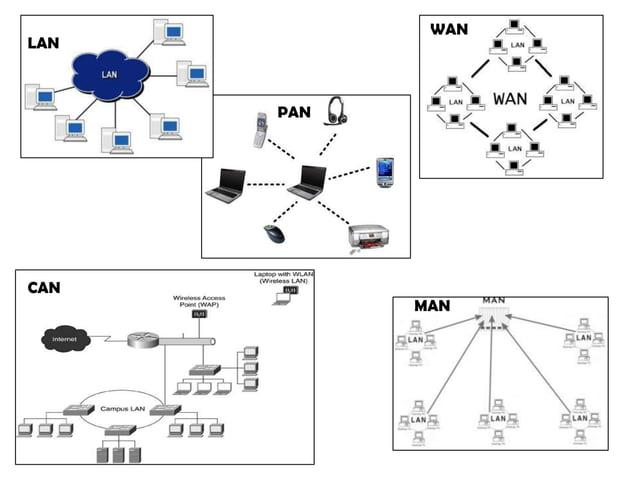 LAN
LAN
PAN
WAN
LAN
LAN
WAN
LAN
LAN
CAN
Laptop with WLAN
(Wireless LAN)
Wireless Access
Point (WAP)
Internet
Campus LAN
MAN
MAN
LAN
LAN
LAN
LAN
LAN